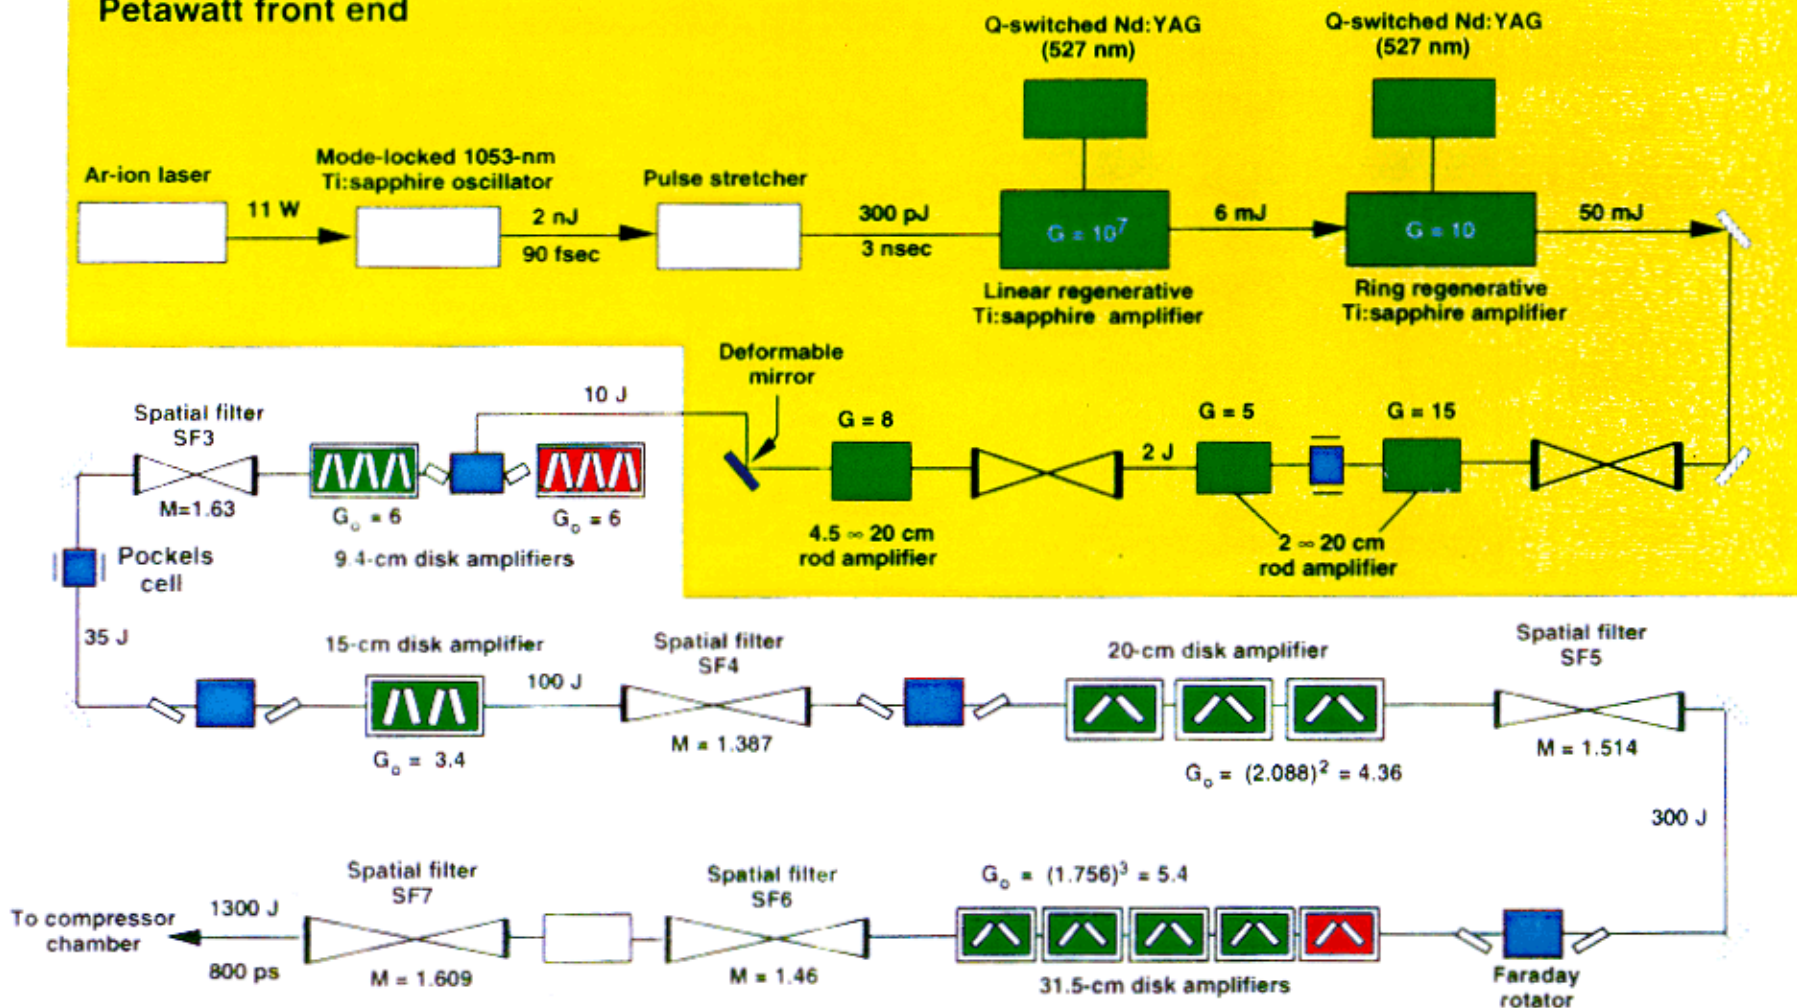 Petawatt front end
Q-switched Nd:YAG
(527 nm)
Q-switched Nd:YAG
(527 nm)
Ar-ion laser
11 W
Mode-locked 1053-nm
Ti:sapphire oscillator
2 nJ
90 fsec
Pulse stretcher
300 pJ
3 nsec
G = 10⁷
Linear regenerative
Ti:sapphire amplifier
6 mJ
G = 10
Ring regenerative
Ti:sapphire amplifier
50 mJ
Deformable
mirror
G = 8
4.5 ∞ 20 cm
rod amplifier
2 J
G = 5
G = 15
2 ∞ 20 cm
rod amplifier
10 J
Spatial filter
SF3
M=1.63
G₀ = 6
G₀ = 6
9.4-cm disk amplifiers
Pockels
cell
35 J
15-cm disk amplifier
G₀ = 3.4
100 J
Spatial filter
SF4
M = 1.387
20-cm disk amplifier
G₀ = (2.088)² = 4.36
Spatial filter
SF5
M = 1.514
300 J
To compressor
chamber
1300 J
800 ps
Spatial filter
SF7
M = 1.609
Spatial filter
SF6
M = 1.46
G₀ = (1.756)³ = 5.4
31.5-cm disk amplifiers
Faraday
rotator